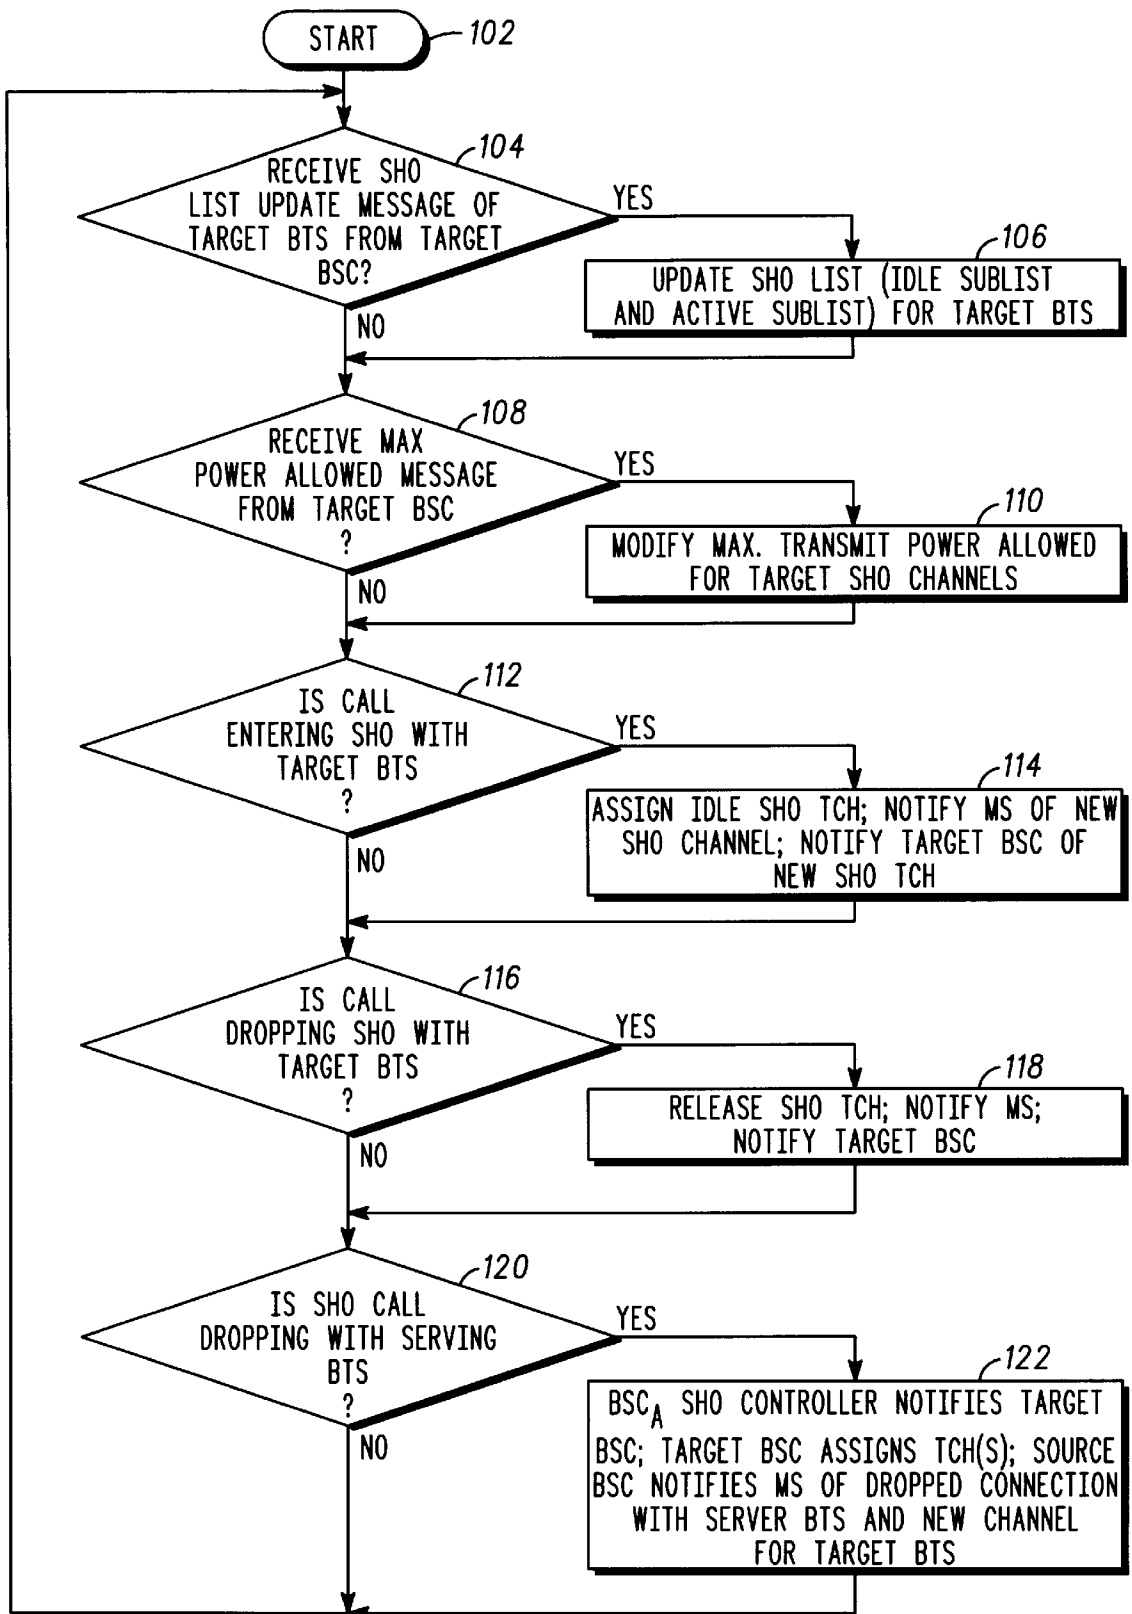 START
102
104
RECEIVE SHO
LIST UPDATE MESSAGE OF
TARGET BTS FROM TARGET
BSC?
YES
NO
106
UPDATE SHO LIST (IDLE SUBLIST
AND ACTIVE SUBLIST) FOR TARGET BTS
108
RECEIVE MAX
POWER ALLOWED MESSAGE
FROM TARGET BSC
?
YES
NO
110
MODIFY MAX. TRANSMIT POWER ALLOWED
FOR TARGET SHO CHANNELS
112
IS CALL
ENTERING SHO WITH
TARGET BTS
?
YES
NO
114
ASSIGN IDLE SHO TCH; NOTIFY MS OF NEW
SHO CHANNEL; NOTIFY TARGET BSC OF
NEW SHO TCH
116
IS CALL
DROPPING SHO WITH
TARGET BTS
?
YES
NO
118
RELEASE SHO TCH; NOTIFY MS;
NOTIFY TARGET BSC
120
IS SHO CALL
DROPPING WITH SERVING
BTS
?
YES
NO
122
BSCA SHO CONTROLLER NOTIFIES TARGET
BSC; TARGET BSC ASSIGNS TCH(S); SOURCE
BSC NOTIFIES MS OF DROPPED CONNECTION
WITH SERVER BTS AND NEW CHANNEL
FOR TARGET BTS